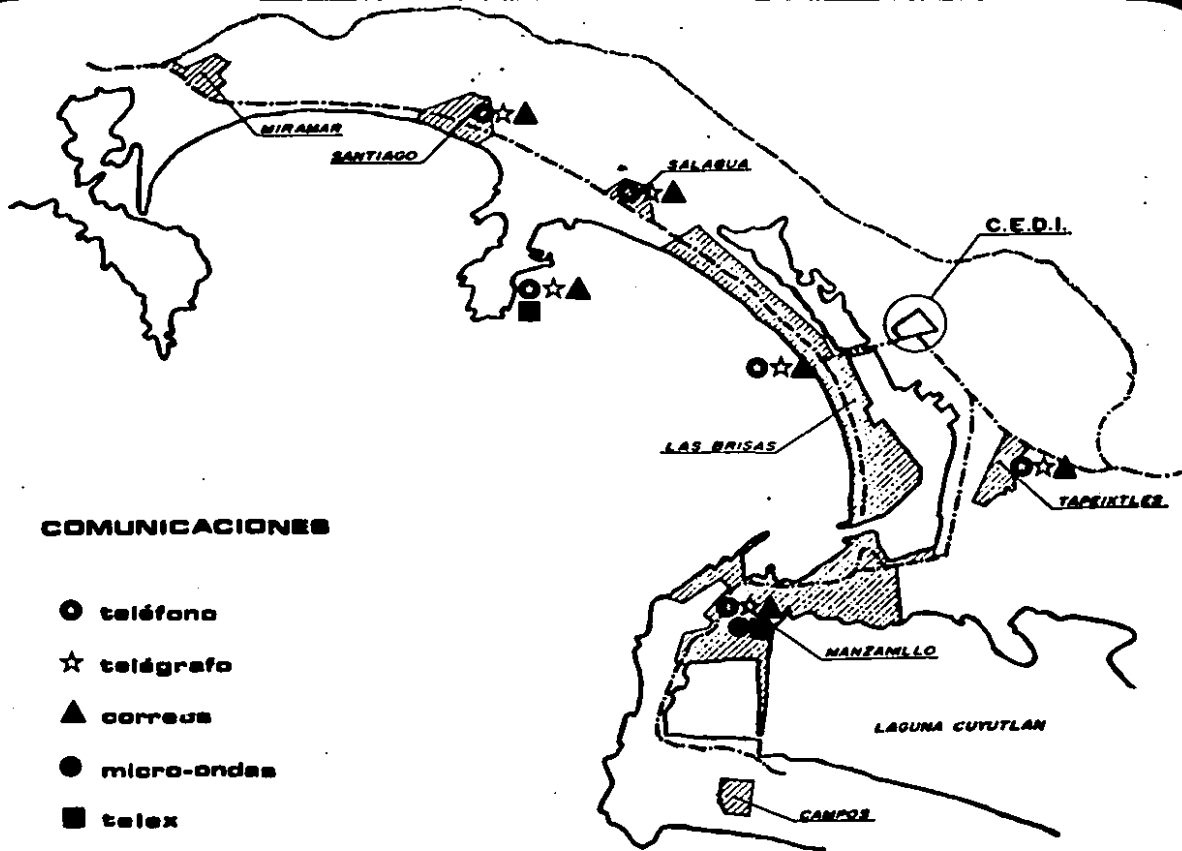 MIRAMAR
SANTIAGO
SALAGUA
C.E.D.I.
LAS BRISAS
TAPEIXTLES
COMUNICACIONES
teléfono
telégrafo
correos
micro-ondas
telex
MANZANILLO
LAGUNA CUYUTLAN
CAMPOS